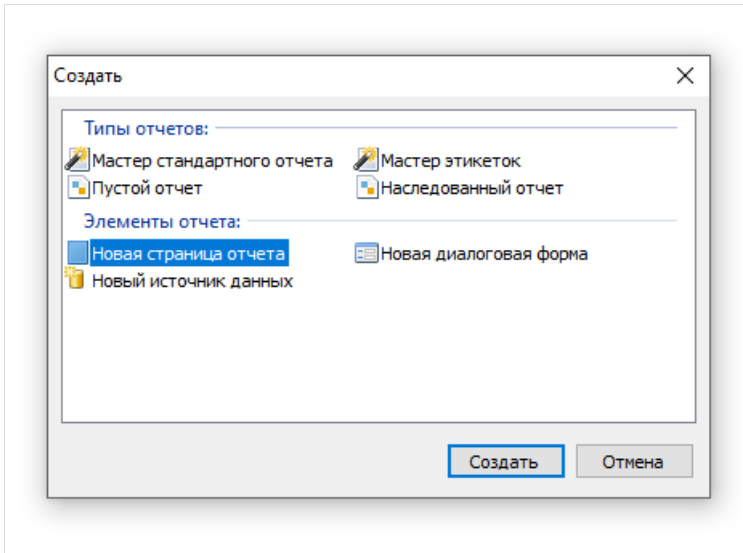 Создать
Типы отчетов:
Мастер стандартного отчета Мастер этикеток
Пустой отчет Наследованный отчет
Элементы отчета:
Новая страница отчета Новая диалоговая форма
Новый источник данных
Создать Отмена